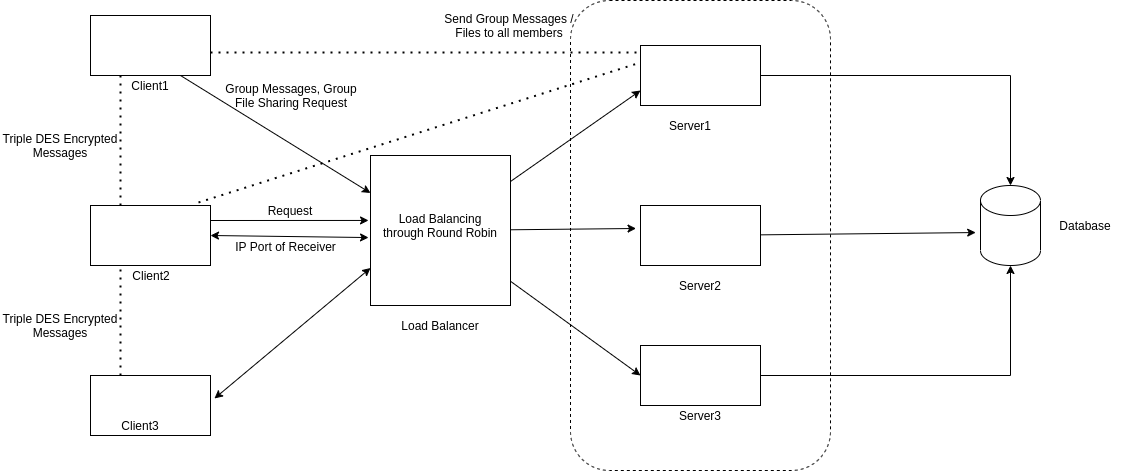 Send Group Messages /
Files to all members
Client1
Group Messages, Group
File Sharing Request
Server1
Triple DES Encrypted
Messages
Request
Load Balancing
through Round Robin
IP Port of Receiver
Database
Client2
Server2
Triple DES Encrypted
Messages
Load Balancer
Client3
Server3